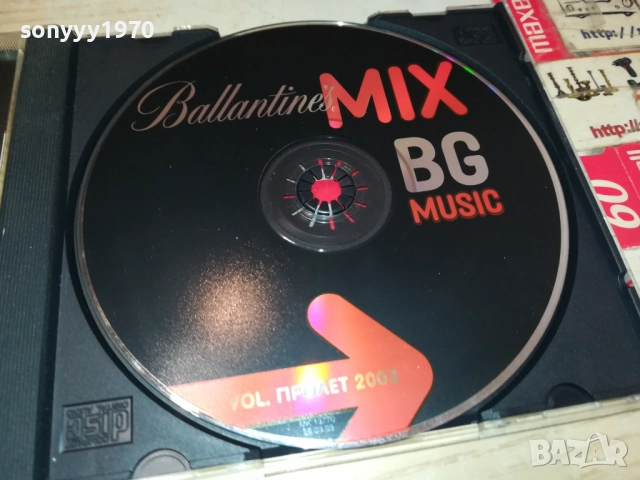 sonyyy1970
Ballantine's MIX
BG
MUSIC
VOL. ПРОЛЕТ 2003
maxell
http://
http:/
60
BAZAR